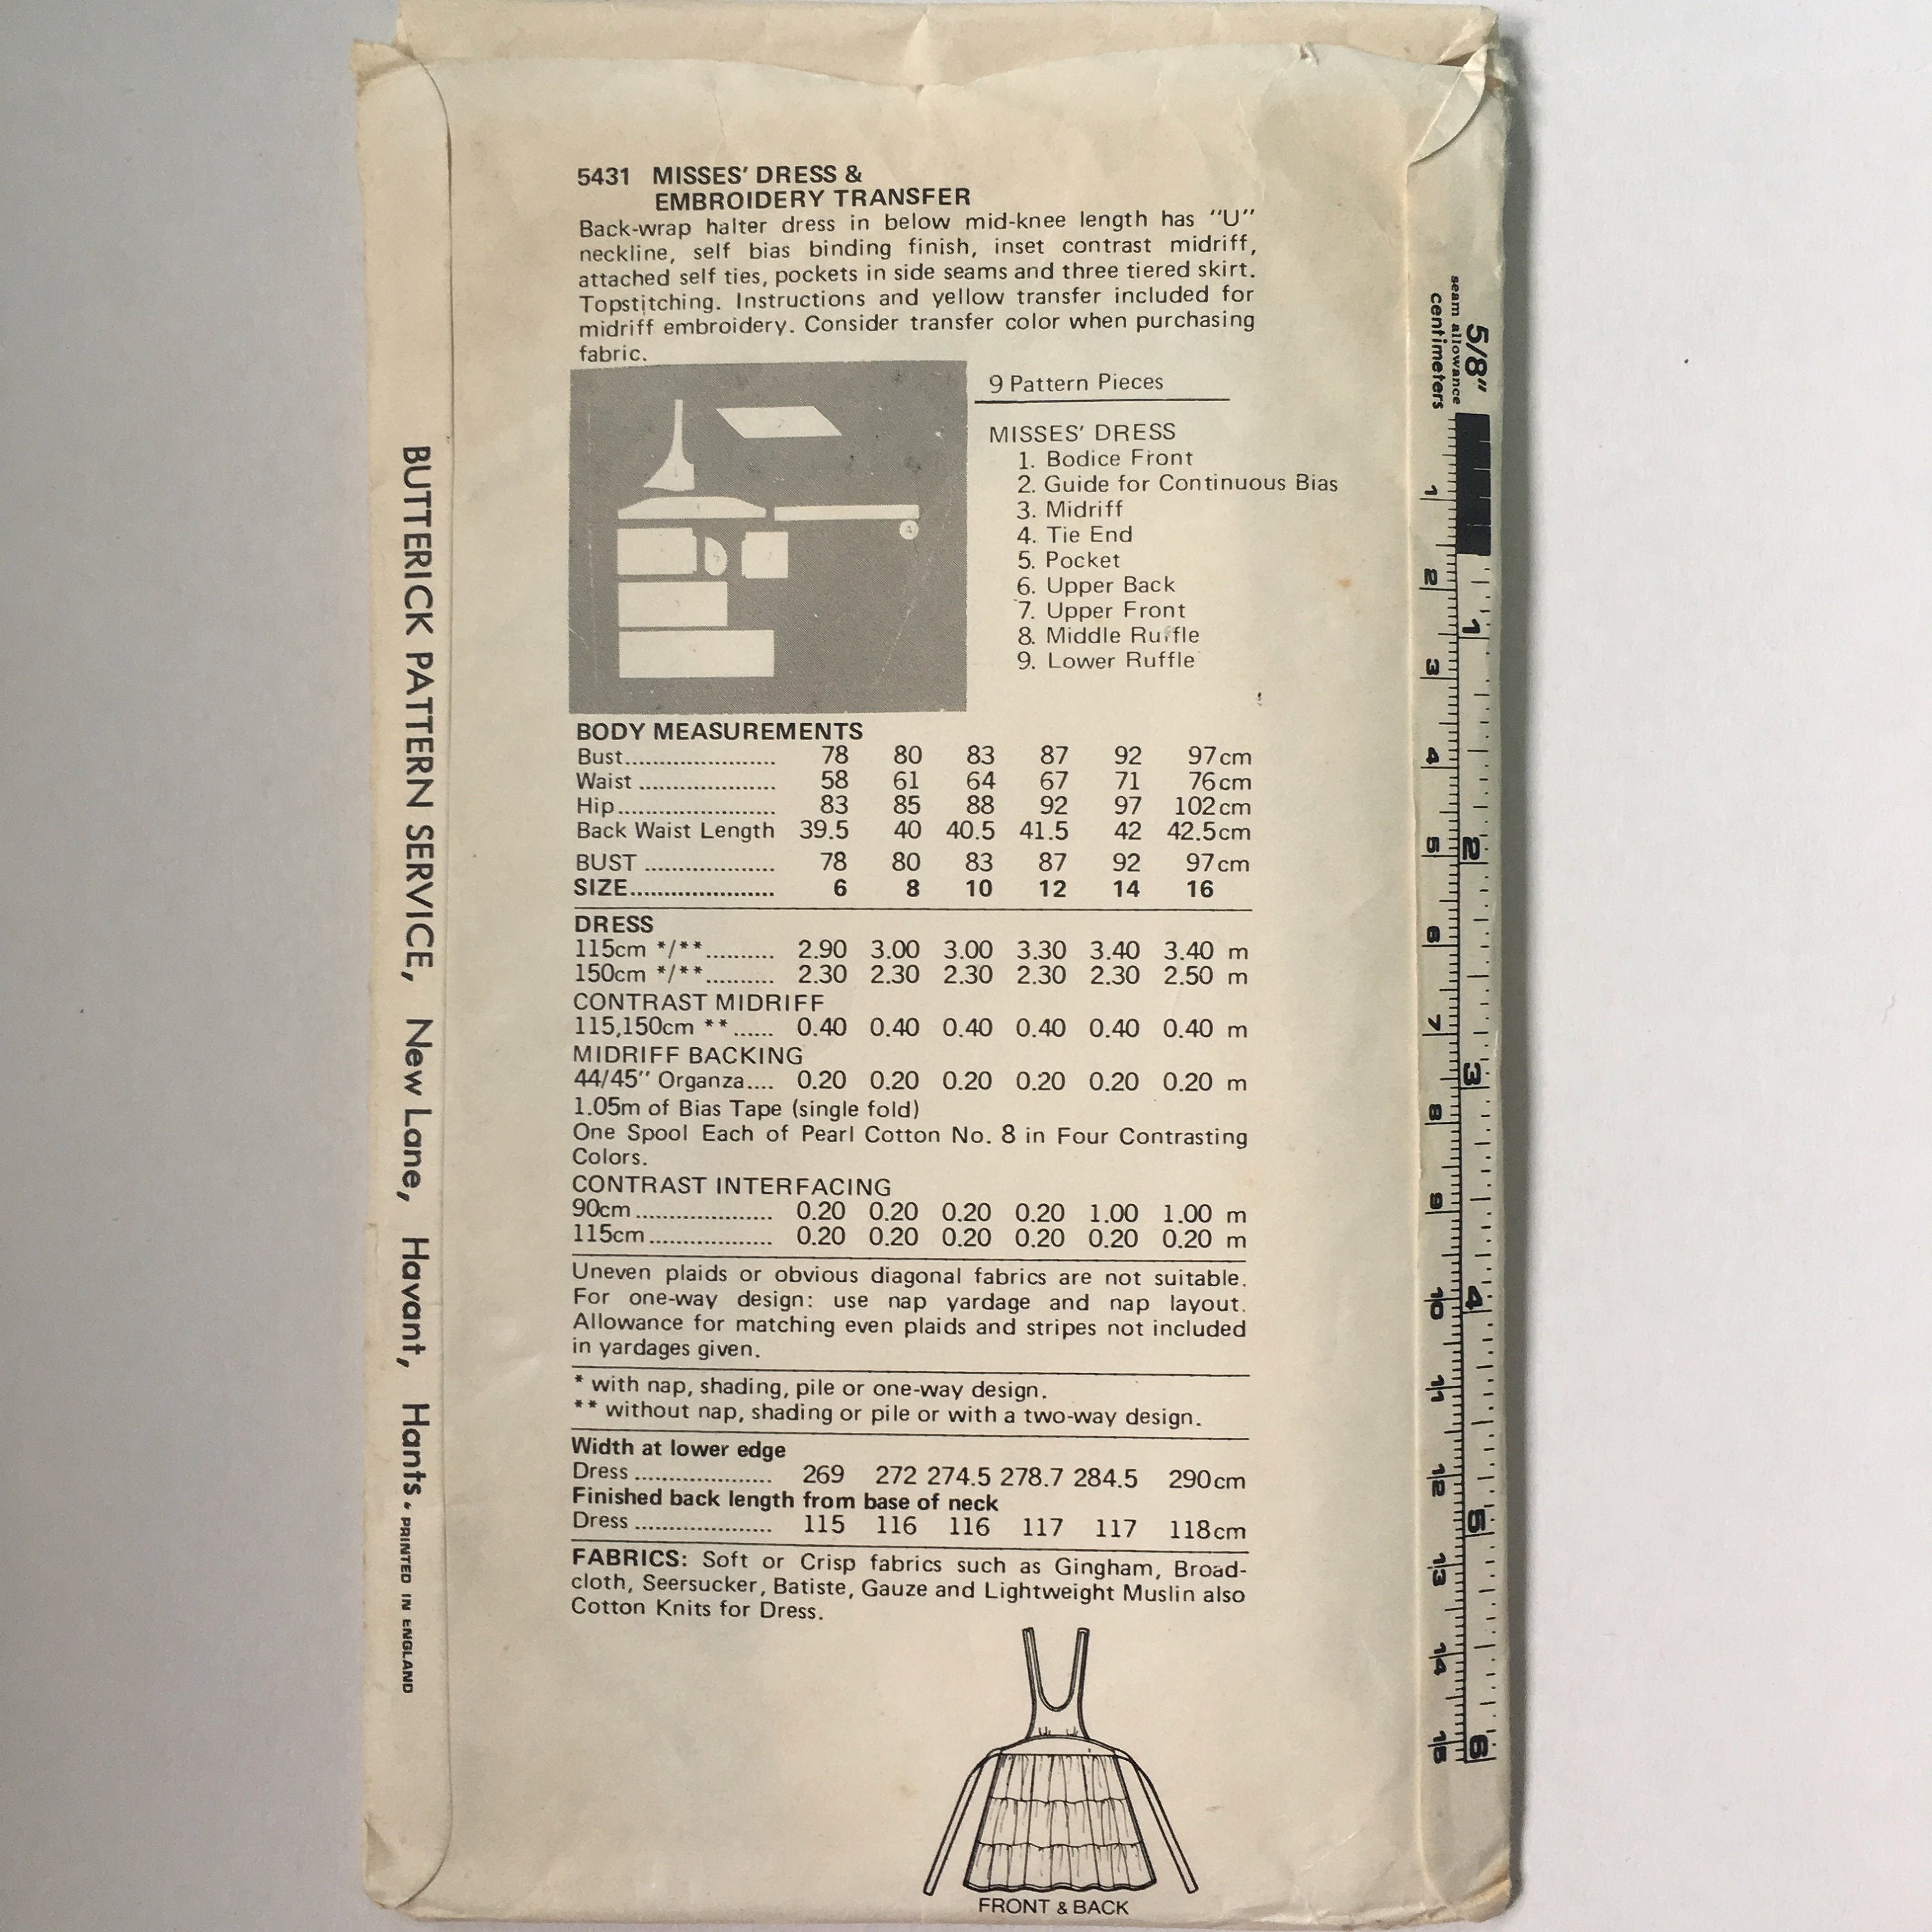 5431 MISSES' DRESS &
EMBROIDERY TRANSFER
Back-wrap halter dress in below mid-knee length has "U"
neckline, self bias binding finish, inset contrast midriff,
attached self ties, pockets in side seams and three tiered skirt.
Topstitching. Instructions and yellow transfer included for
midriff embroidery. Consider transfer color when purchasing
fabric.
4
9 Pattern Pieces
MISSES' DRESS
1. Bodice Front
2. Guide for Continuous Bias
3. Midriff
4. Tie End
5. Pocket
6. Upper Back
7. Upper Front
8. Middle Ruffle
9. Lower Ruffle
BODY MEASUREMENTS
Bust...................... 78 80 83 87 92 97cm
Waist .................... 58 61 64 67 71 76cm
Hip....................... 83 85 88 92 97 102cm
Back Waist Length 39.5 40 40.5 41.5 42 42.5cm
BUST ................... 78 80 83 87 92 97cm
SIZE..................... 6 8 10 12 14 16
DRESS
115cm */**.......... 2.90 3.00 3.00 3.30 3.40 3.40 m
150cm */**.......... 2.30 2.30 2.30 2.30 2.30 2.50 m
CONTRAST MIDRIFF
115,150cm **...... 0.40 0.40 0.40 0.40 0.40 0.40 m
MIDRIFF BACKING
44/45" Organza.... 0.20 0.20 0.20 0.20 0.20 0.20 m
1.05m of Bias Tape (single fold)
One Spool Each of Pearl Cotton No. 8 in Four Contrasting
Colors.
CONTRAST INTERFACING
90cm .................... 0.20 0.20 0.20 0.20 1.00 1.00 m
115cm.................. 0.20 0.20 0.20 0.20 0.20 0.20 m
Uneven plaids or obvious diagonal fabrics are not suitable.
For one-way design: use nap yardage and nap layout.
Allowance for matching even plaids and stripes not included
in yardages given.
* with nap, shading, pile or one-way design.
** without nap, shading or pile or with a two-way design.
Width at lower edge
Dress .................... 269 272 274.5 278.7 284.5 290cm
Finished back length from base of neck
Dress .................... 115 116 116 117 117 118cm
FABRICS: Soft or Crisp fabrics such as Gingham, Broad-
cloth, Seersucker, Batiste, Gauze and Lightweight Muslin also
Cotton Knits for Dress.
FRONT & BACK
BUTTERICK PATTERN SERVICE, New Lane, Havant, Hants. PRINTED IN ENGLAND
5/8"
seam allowance
centimeters
1 2 3 4 5 6 7 8 9 10 11 12 13 14 15
1 2 3 4 5 6